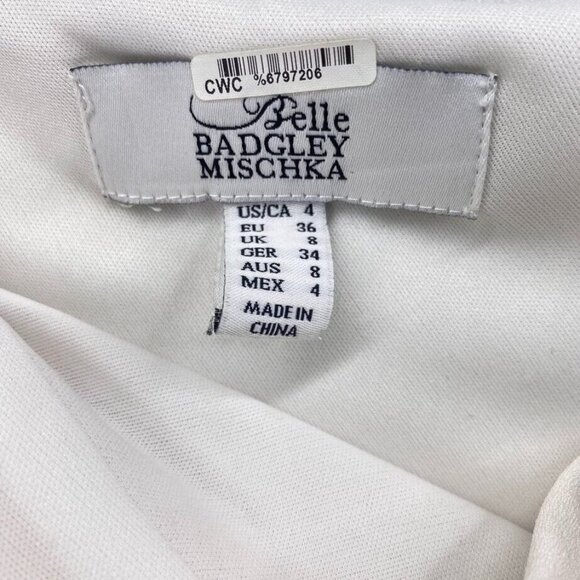 CWC %6797206
Belle
BADGLEY
MISCHKA
US/CA 4
EU 36
UK 8
GER 34
AUS 8
MEX 4
MADE IN
CHINA